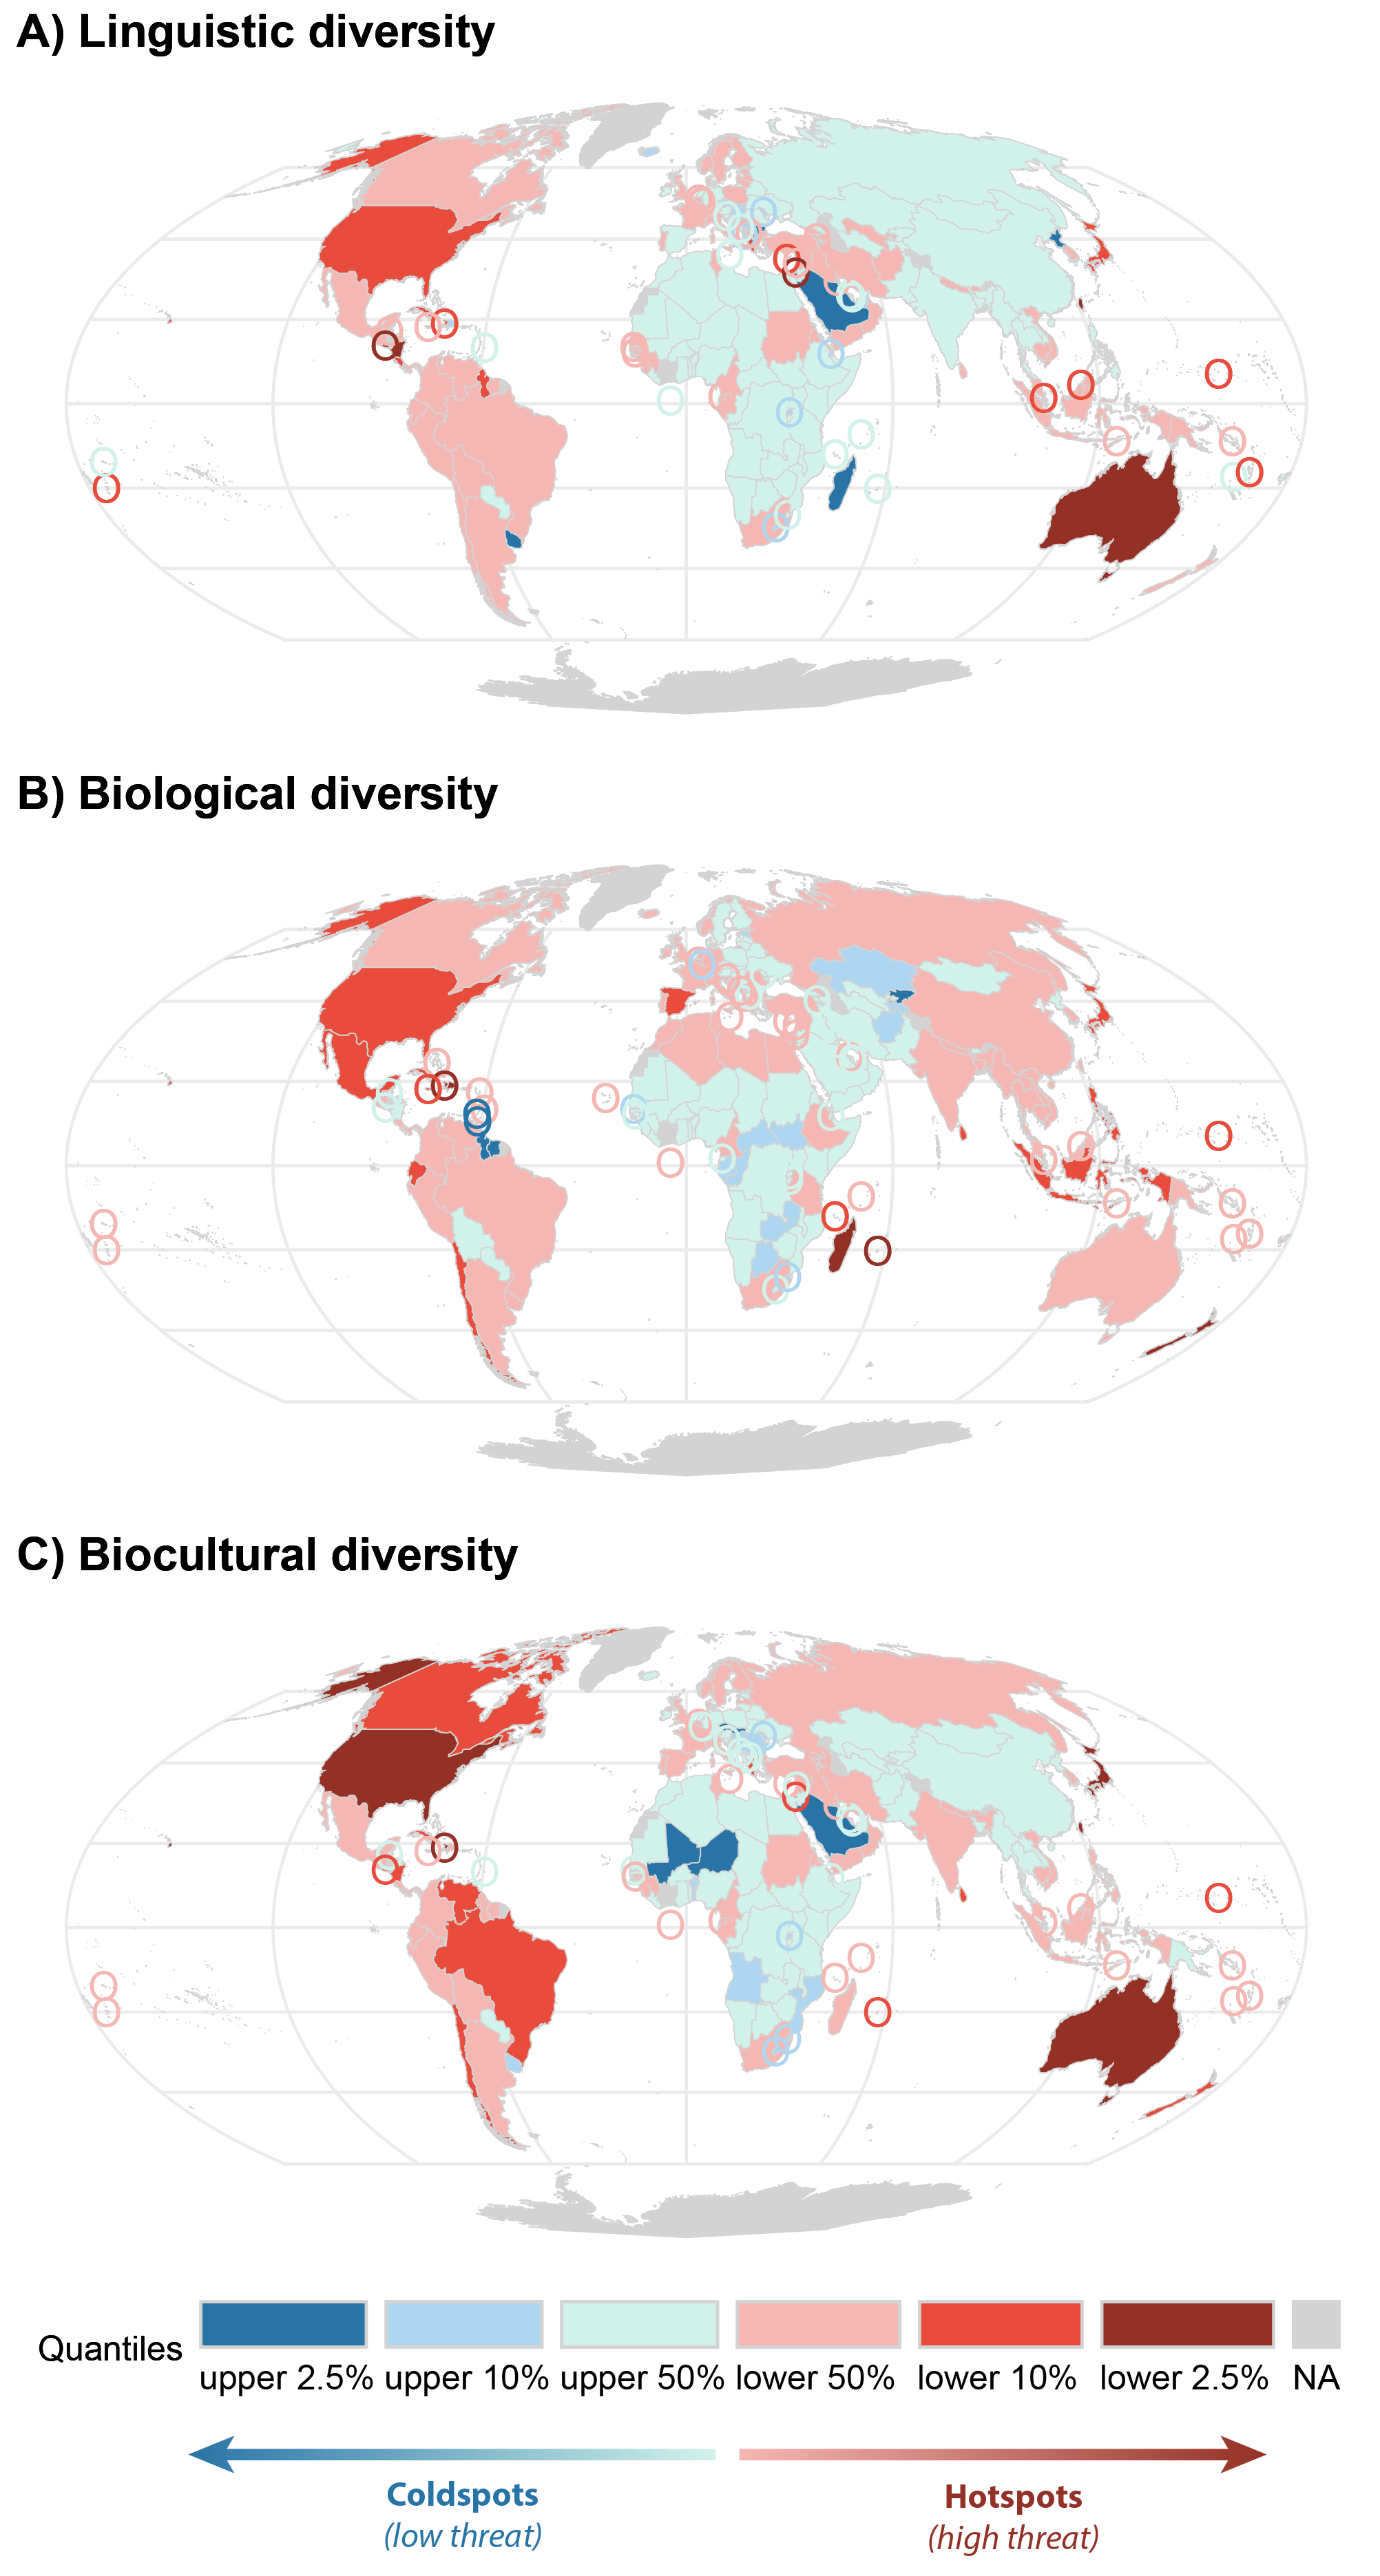 A) Linguistic diversity
B) Biological diversity
C) Biocultural diversity
Quantiles
upper 2.5% upper 10% upper 50% lower 50% lower 10% lower 2.5% NA
Coldspots Hotspots
(low threat) (high threat)